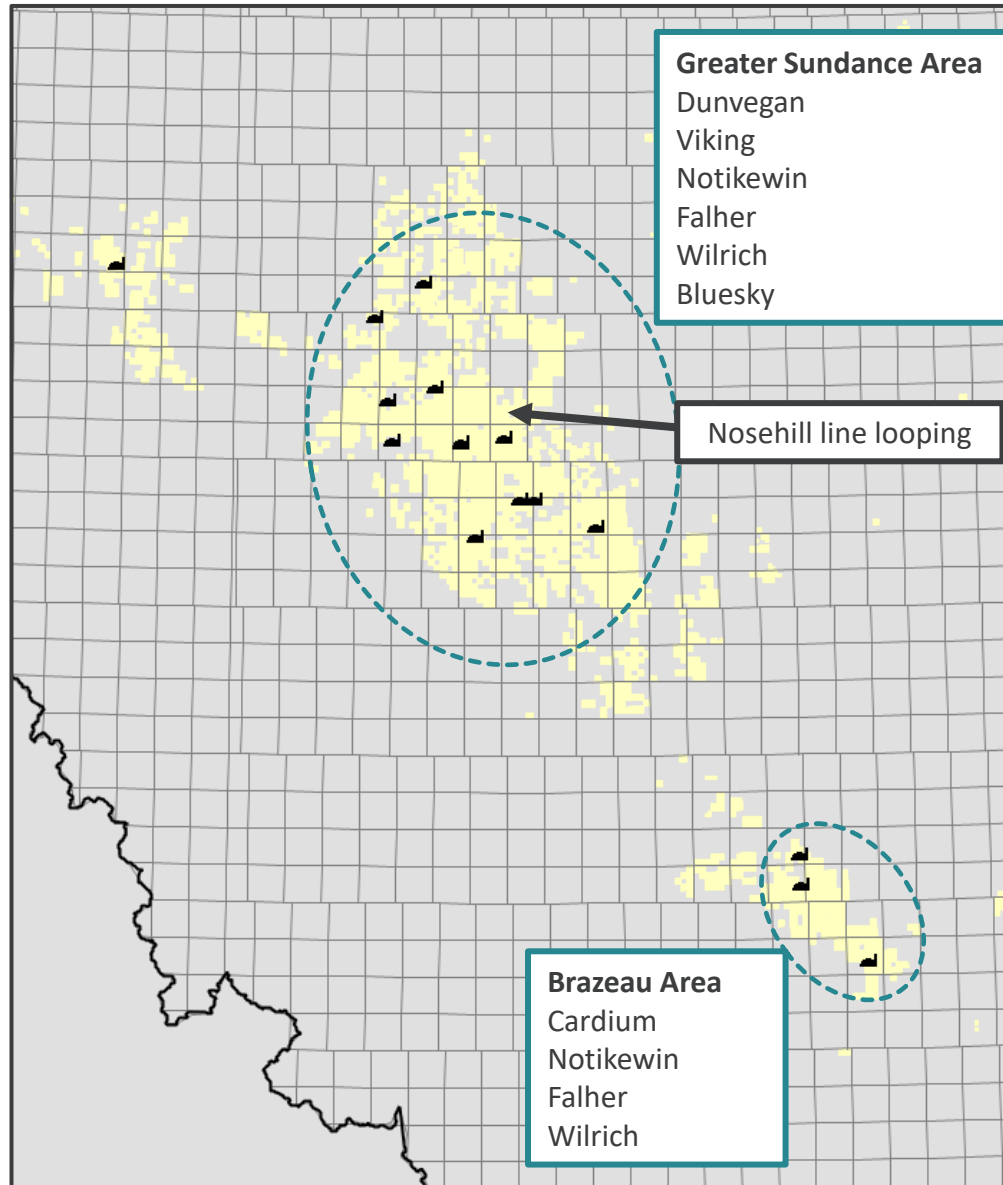 Greater Sundance Area
Dunvegan
Viking
Notikewin
Falher
Wilrich
Bluesky
Nosehill line looping
Brazeau Area
Cardium
Notikewin
Falher
Wilrich